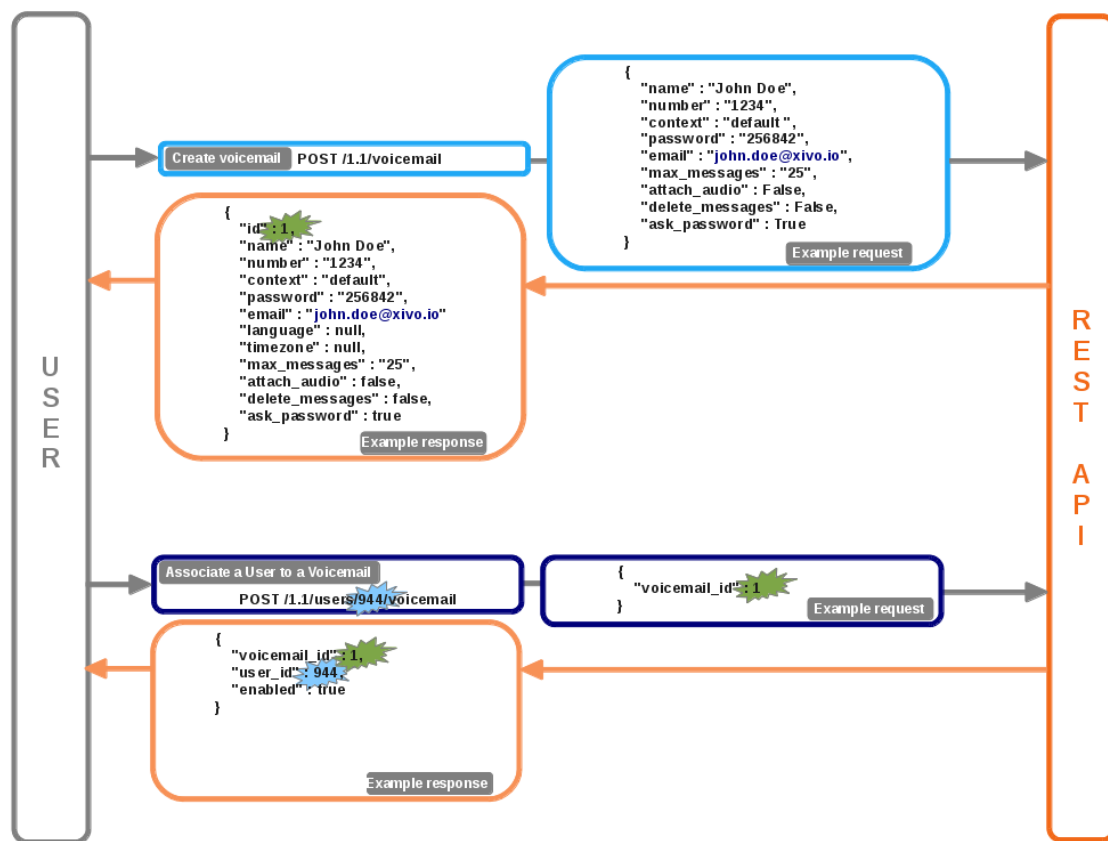 USER
Create voicemail POST /1.1/voicemail
{
"name" : "John Doe",
"number" : "1234",
"context" : "default ",
"password" : "256842",
"email" : "john.doe@xivo.io",
"max_messages" : "25",
"attach_audio" : False,
"delete_messages" : False,
"ask_password" : True
}
Example request
{
"id" : 1,
"name" : "John Doe",
"number" : "1234",
"context" : "default",
"password" : "256842",
"email" : "john.doe@xivo.io"
"language" : null,
"timezone" : null,
"max_messages" : "25",
"attach_audio" : false,
"delete_messages" : false,
"ask_password" : true
}
Example response
Associate a User to a Voicemail
POST /1.1/users/944/voicemail
{
"voicemail_id" : 1
}
Example request
{
"voicemail_id" : 1,
"user_id" : 944,
"enabled" : true
}
Example response
REST API